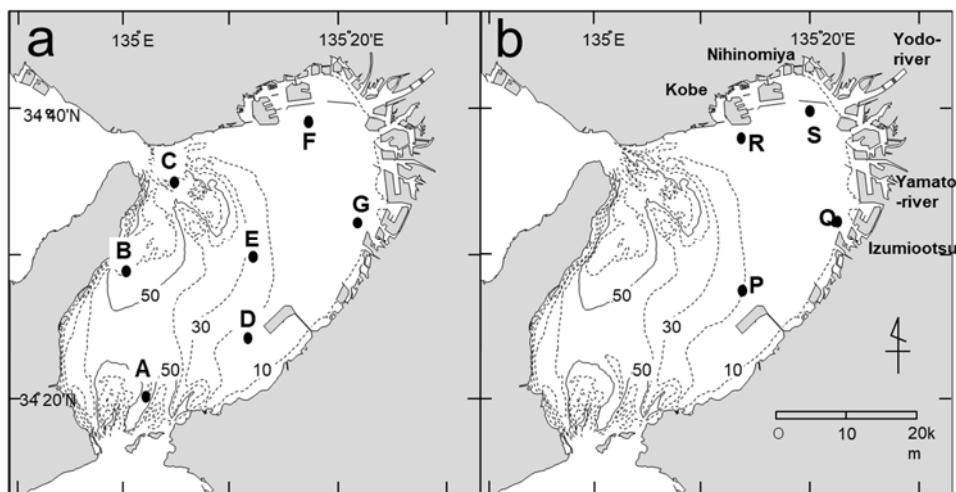 a
135°E
135°20'E
34°40'N
C
F
G
B
E
50
30
D
A
50
10
34°20'N
b
135°E
135°20'E
Nihinomiya
Yodo-
river
Kobe
R
S
Yamato
-river
Q
Izumiootsu
P
50
30
50
10
O 10 20k
m